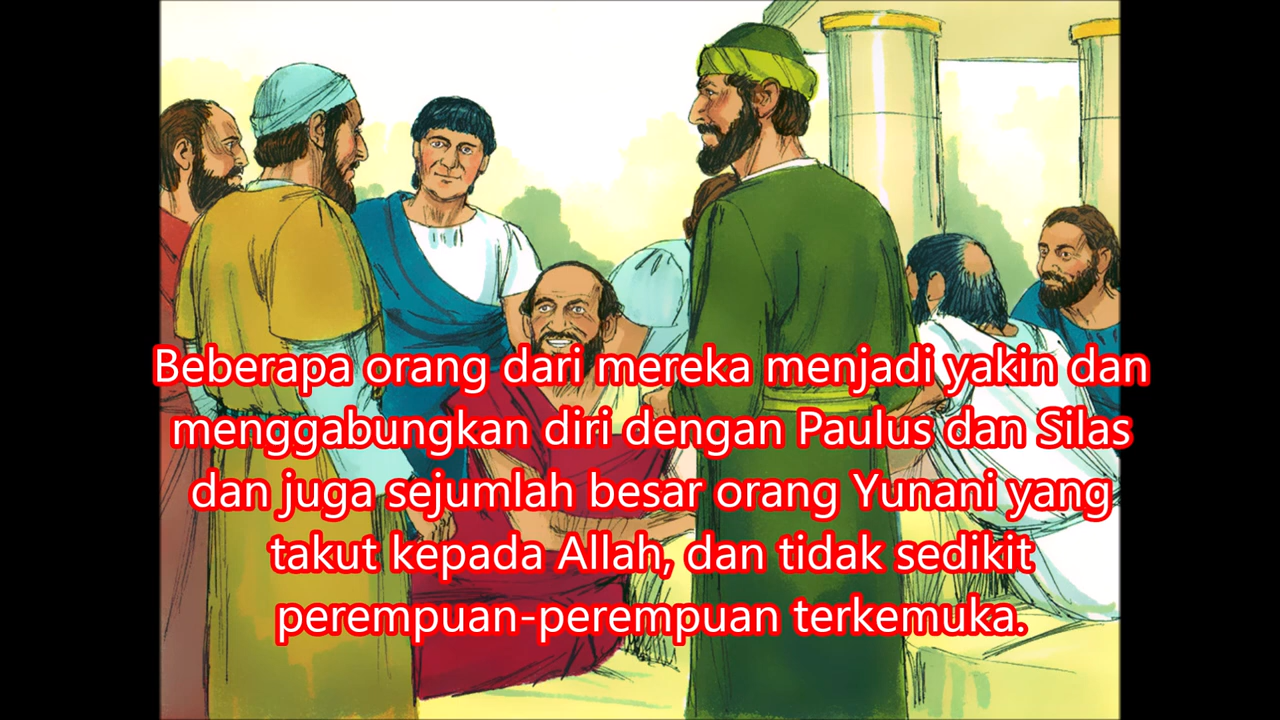 Beberapa orang dari mereka menjadi yakin dan
menggabungkan diri dengan Paulus dan Silas
dan juga sejumlah besar orang Yunani yang
takut kepada Allah, dan tidak sedikit
perempuan-perempuan terkemuka.